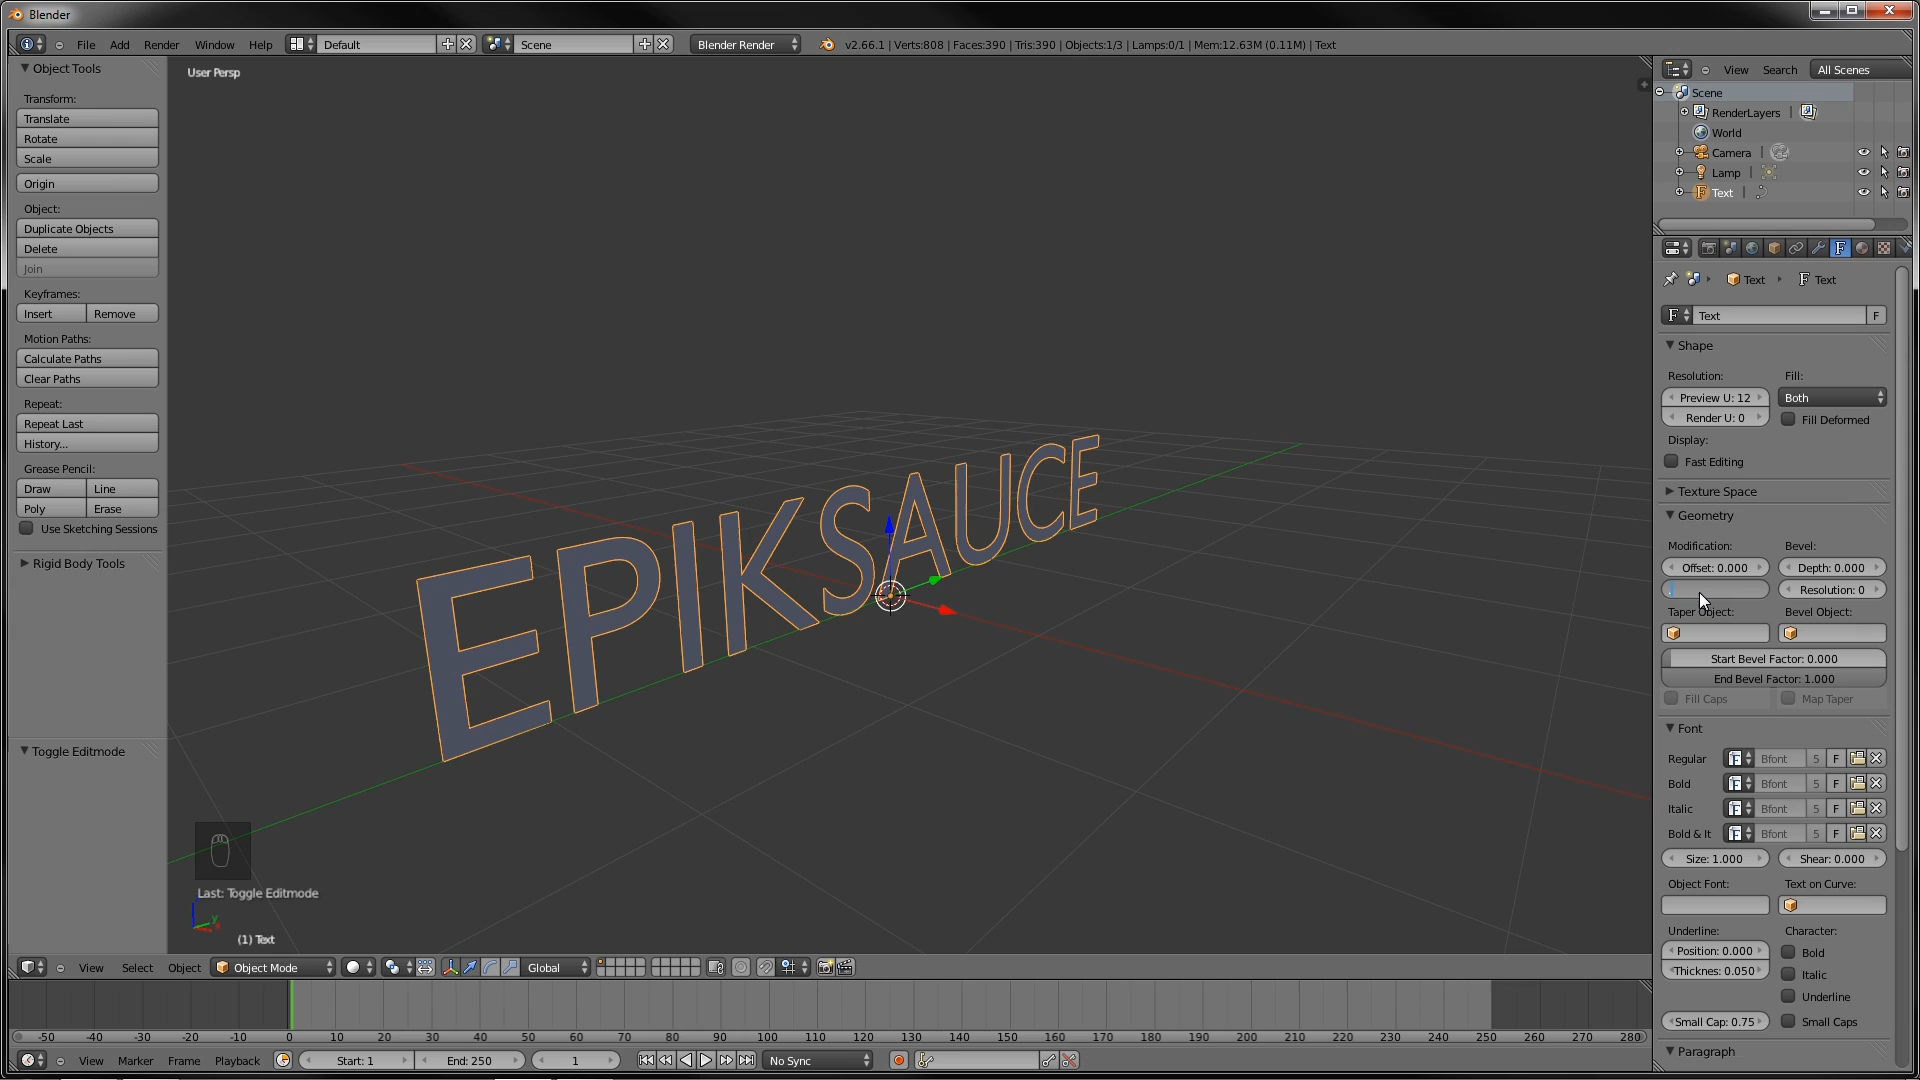 Blender
File Add Render Window Help Default Scene Blender Render v2.66.1 | Verts:808 | Faces:390 | Tris:390 | Objects:1/3 | Lamps:0/1 | Mem:12.63M (0.11M) | Text
Object Tools
Transform:
Translate
Rotate
Scale
Origin
Object:
Duplicate Objects
Delete
Join
Keyframes:
Insert Remove
Motion Paths:
Calculate Paths
Clear Paths
Repeat:
Repeat Last
History...
Grease Pencil:
Draw Line
Poly Erase
Use Sketching Sessions
Rigid Body Tools
Toggle Editmode
User Persp
EPIKSAUCE
Last: Toggle Editmode
z y x
(1) Text
View Search All Scenes
Scene
RenderLayers |
World
Camera |
Lamp |
Text |
Text F Text
F Text F
Shape
Resolution: Fill:
Preview U: 12 Both
Render U: 0 Fill Deformed
Display:
Fast Editing
Texture Space
Geometry
Modification: Bevel:
Offset: 0.000 Depth: 0.000
Resolution: 0
Taper Object: Bevel Object:
Start Bevel Factor: 0.000
End Bevel Factor: 1.000
Fill Caps Map Taper
Font
Regular F Bfont 5 F
Bold F Bfont 5 F
Italic F Bfont 5 F
Bold & It F Bfont 5 F
Size: 1.000 Shear: 0.000
Object Font: Text on Curve:
Underline: Character:
Position: 0.000 Bold
Thicknes: 0.050 Italic
Underline
Small Cap: 0.75 Small Caps
Paragraph
View Select Object Object Mode Global
-50 -40 -30 -20 -10 0 10 20 30 40 50 60 70 80 90 100 110 120 130 140 150 160 170 180 190 200 210 220 230 240 250 260 270 280
View Marker Frame Playback Start: 1 End: 250 1 No Sync